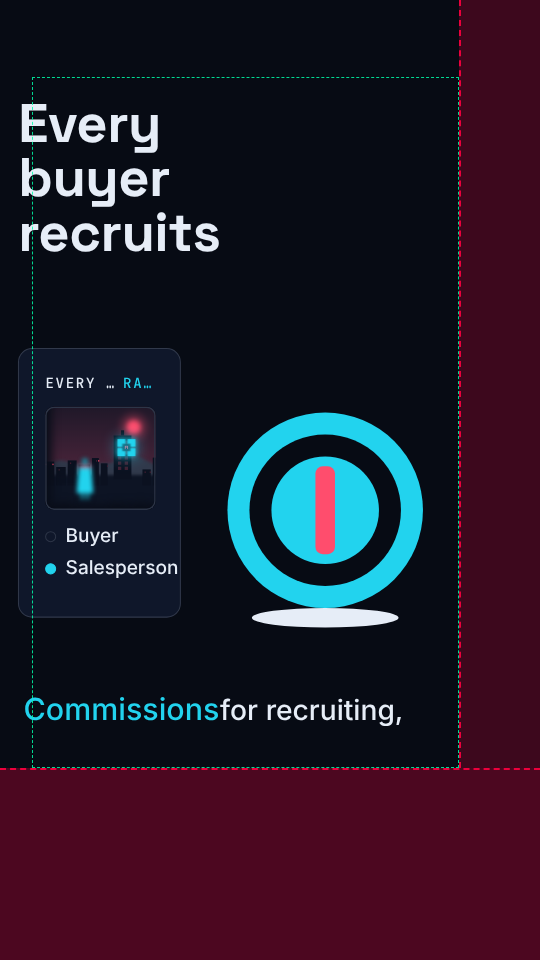 Every
buyer
recruits
EVERY … RA…
Buyer
Salesperson
Commissionsfor recruiting,